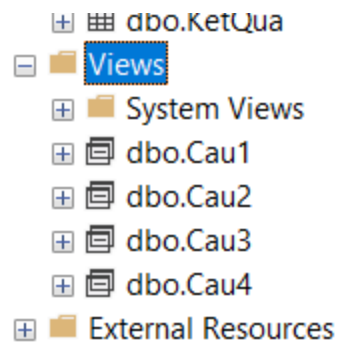 dbo.KetQua
Views
System Views
dbo.Cau1
dbo.Cau2
dbo.Cau3
dbo.Cau4
External Resources